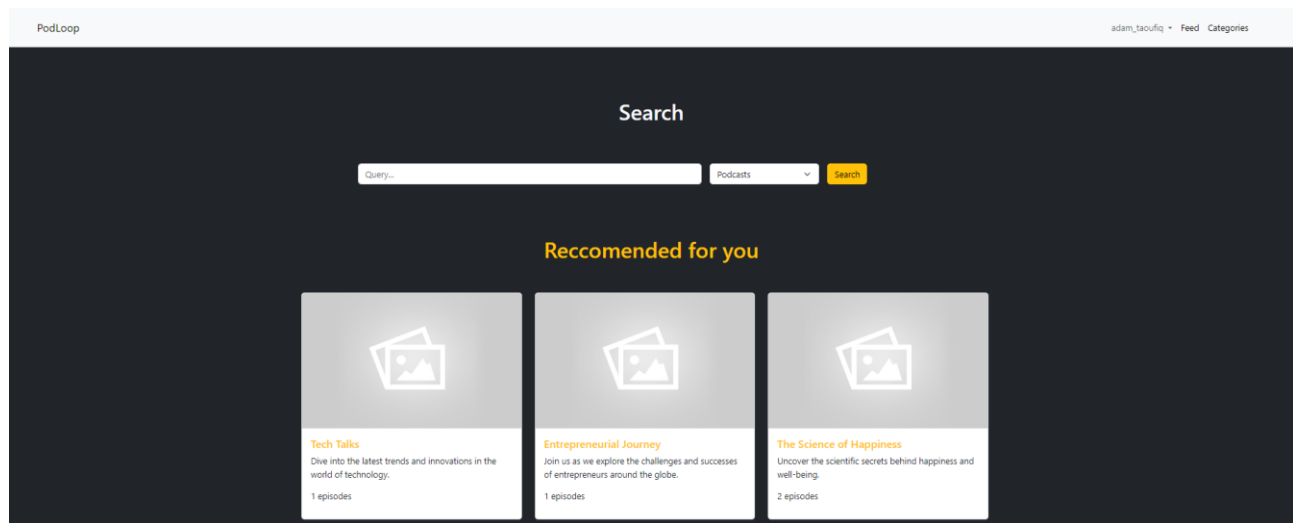 PodLoop
adam_taoufiq Feed Categories
Search
Query...
Podcasts
Search
Reccomended for you
Tech Talks
Dive into the latest trends and innovations in the
world of technology.
1 episodes
Entrepreneurial Journey
Join us as we explore the challenges and successes
of entrepreneurs around the globe.
1 episodes
The Science of Happiness
Uncover the scientific secrets behind happiness and
well-being.
2 episodes